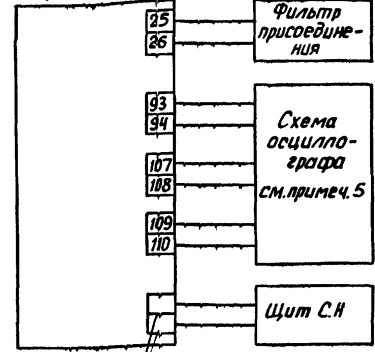 25
26
Фильтр
присоедине-
ния
93
94
107
108
109
110
Схема
осцилло-
графа
см. примеч. 5
Щит С.Н